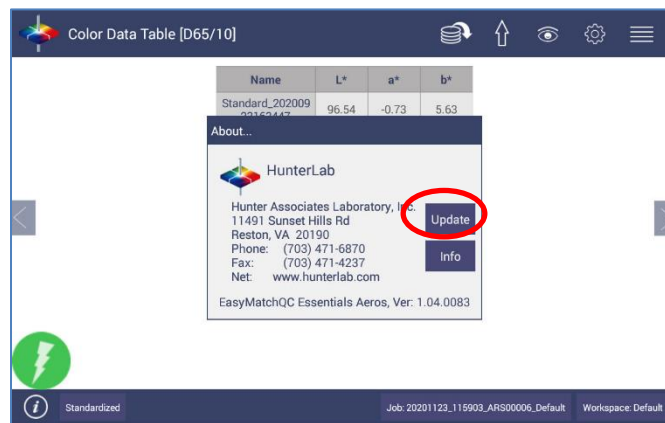 Color Data Table [D65/10]
Name L* a* b*
Standard_202009 96.54 -0.73 5.63
About...
HunterLab
Hunter Associates Laboratory, Inc.
11491 Sunset Hills Rd
Reston, VA 20190
Phone: (703) 471-6870
Fax: (703) 471-4237
Net: www.hunterlab.com
Update
Info
EasyMatchQC Essentials Aeros, Ver: 1.04.0083
i Standardized Job: 20201123_115903_ARS00006_Default Workspace: Default